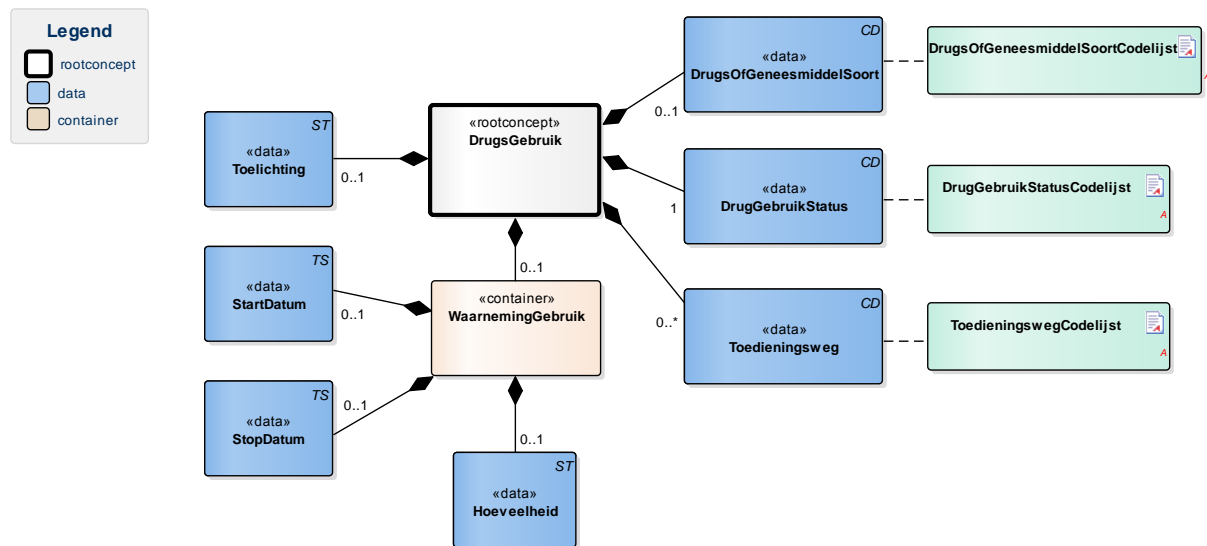 Legend
rootconcept
data
container
CD
«data»
DrugsOfGeneesmiddelSoort
DrugsOfGeneesmiddelSoortCodelijst
A
0..1
«rootconcept»
DrugsGebruik
ST
«data»
Toelichting
0..1
CD
«data»
DrugGebruikStatus
1
DrugGebruikStatusCodelijst
A
TS
«data»
StartDatum
0..1
0..1
«container»
WaarnemingGebruik
CD
«data»
Toedieningsweg
0..*
ToedieningswegCodelijst
A
TS
«data»
StopDatum
0..1
0..1
ST
«data»
Hoeveelheid